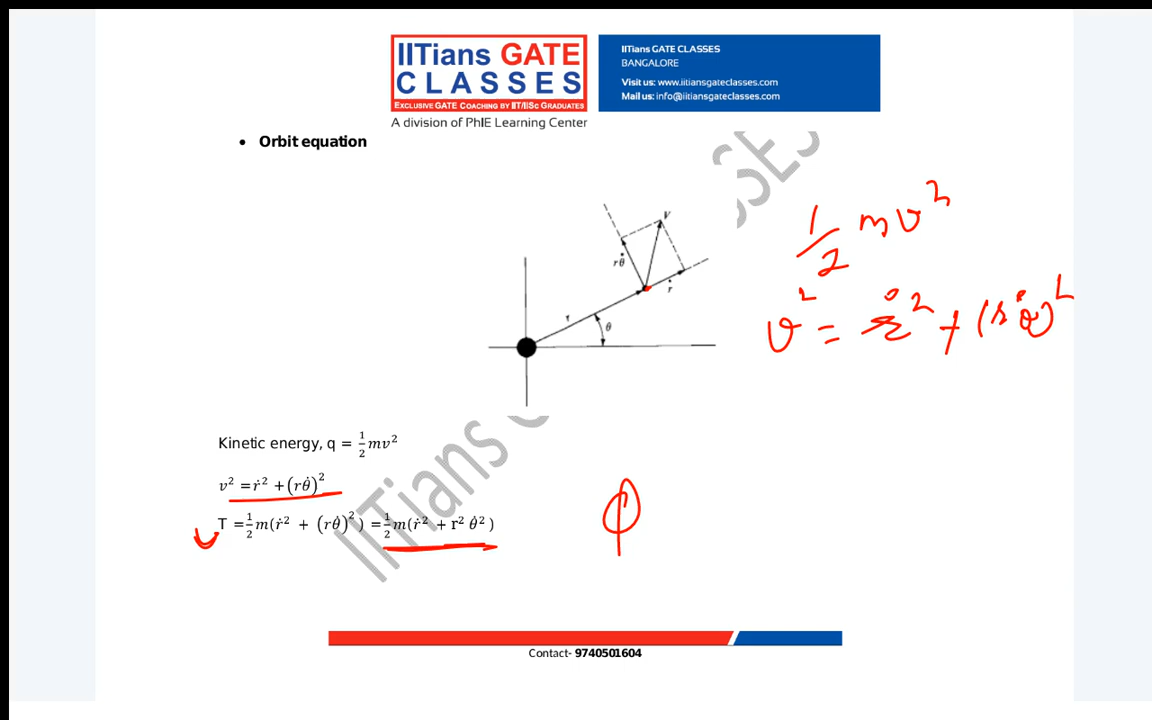 IITians GATE
CLASSES
EXCLUSIVE GATE COACHING BY IIT/IISc GRADUATES
A division of PhIE Learning Center
IITians GATE CLASSES
BANGALORE
Visit us: www.iitiansgateclasses.com
Mail us: info@iitiansgateclasses.com
• Orbit equation
V
rθ̇
ṙ
r
θ
1/2 mv²
v² = ṙ² + (rθ̇)²
Kinetic energy, q = 1/2 mv²
v² = ṙ² + (rθ̇)²
T = 1/2 m(ṙ² + (rθ̇)²) = 1/2 m(ṙ² + r² θ̇²)
ϕ
IITians
Contact- 9740501604